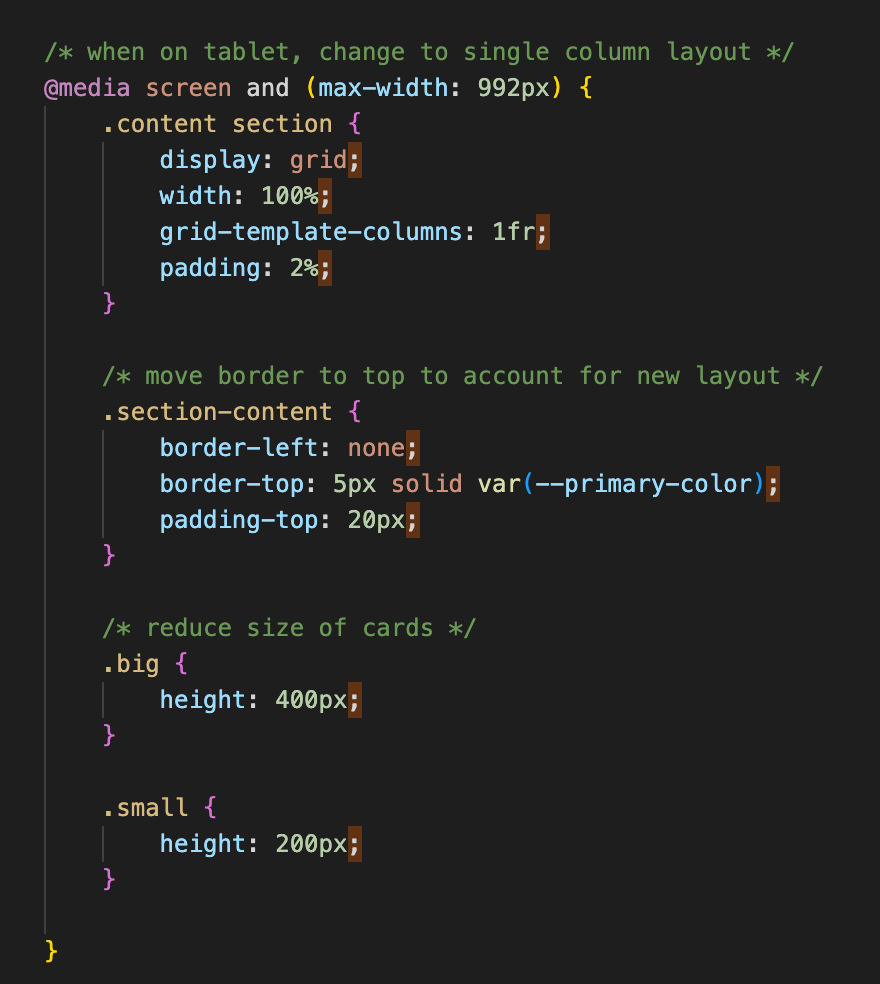 /* when on tablet, change to single column layout */
@media screen and (max-width: 992px) {
    .content section {
        display: grid;
        width: 100%;
        grid-template-columns: 1fr;
        padding: 2%;
    }

    /* move border to top to account for new layout */
    .section-content {
        border-left: none;
        border-top: 5px solid var(--primary-color);
        padding-top: 20px;
    }

    /* reduce size of cards */
    .big {
        height: 400px;
    }

    .small {
        height: 200px;
    }

}